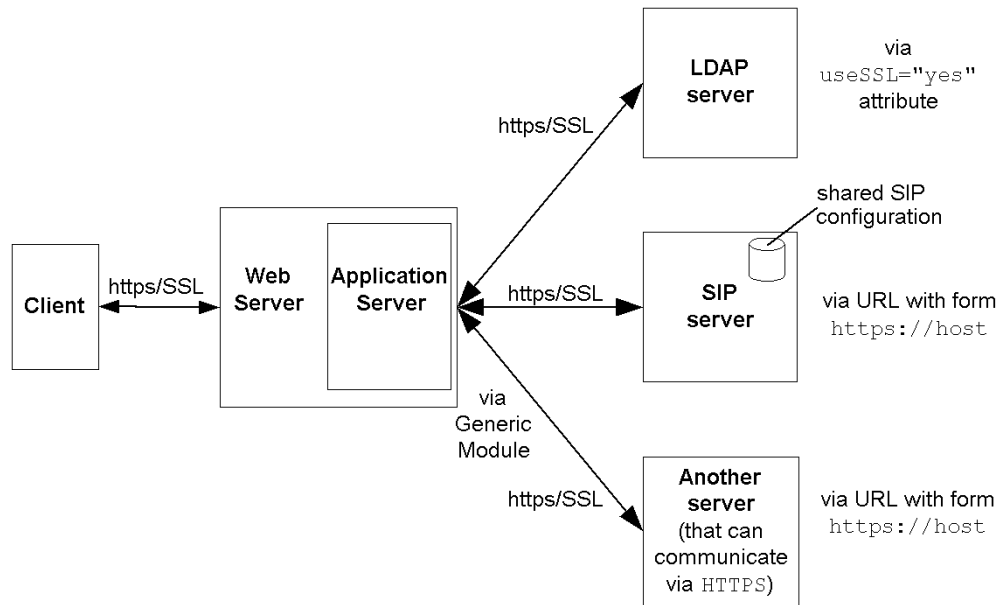 LDAP
server
via
useSSL="yes"
attribute
https/SSL
shared SIP
configuration
Client
https/SSL
Web
Server
Application
Server
https/SSL
SIP
server
via URL with form
https://host
via
Generic
Module
https/SSL
Another
server
(that can
communicate
via HTTPS)
via URL with form
https://host